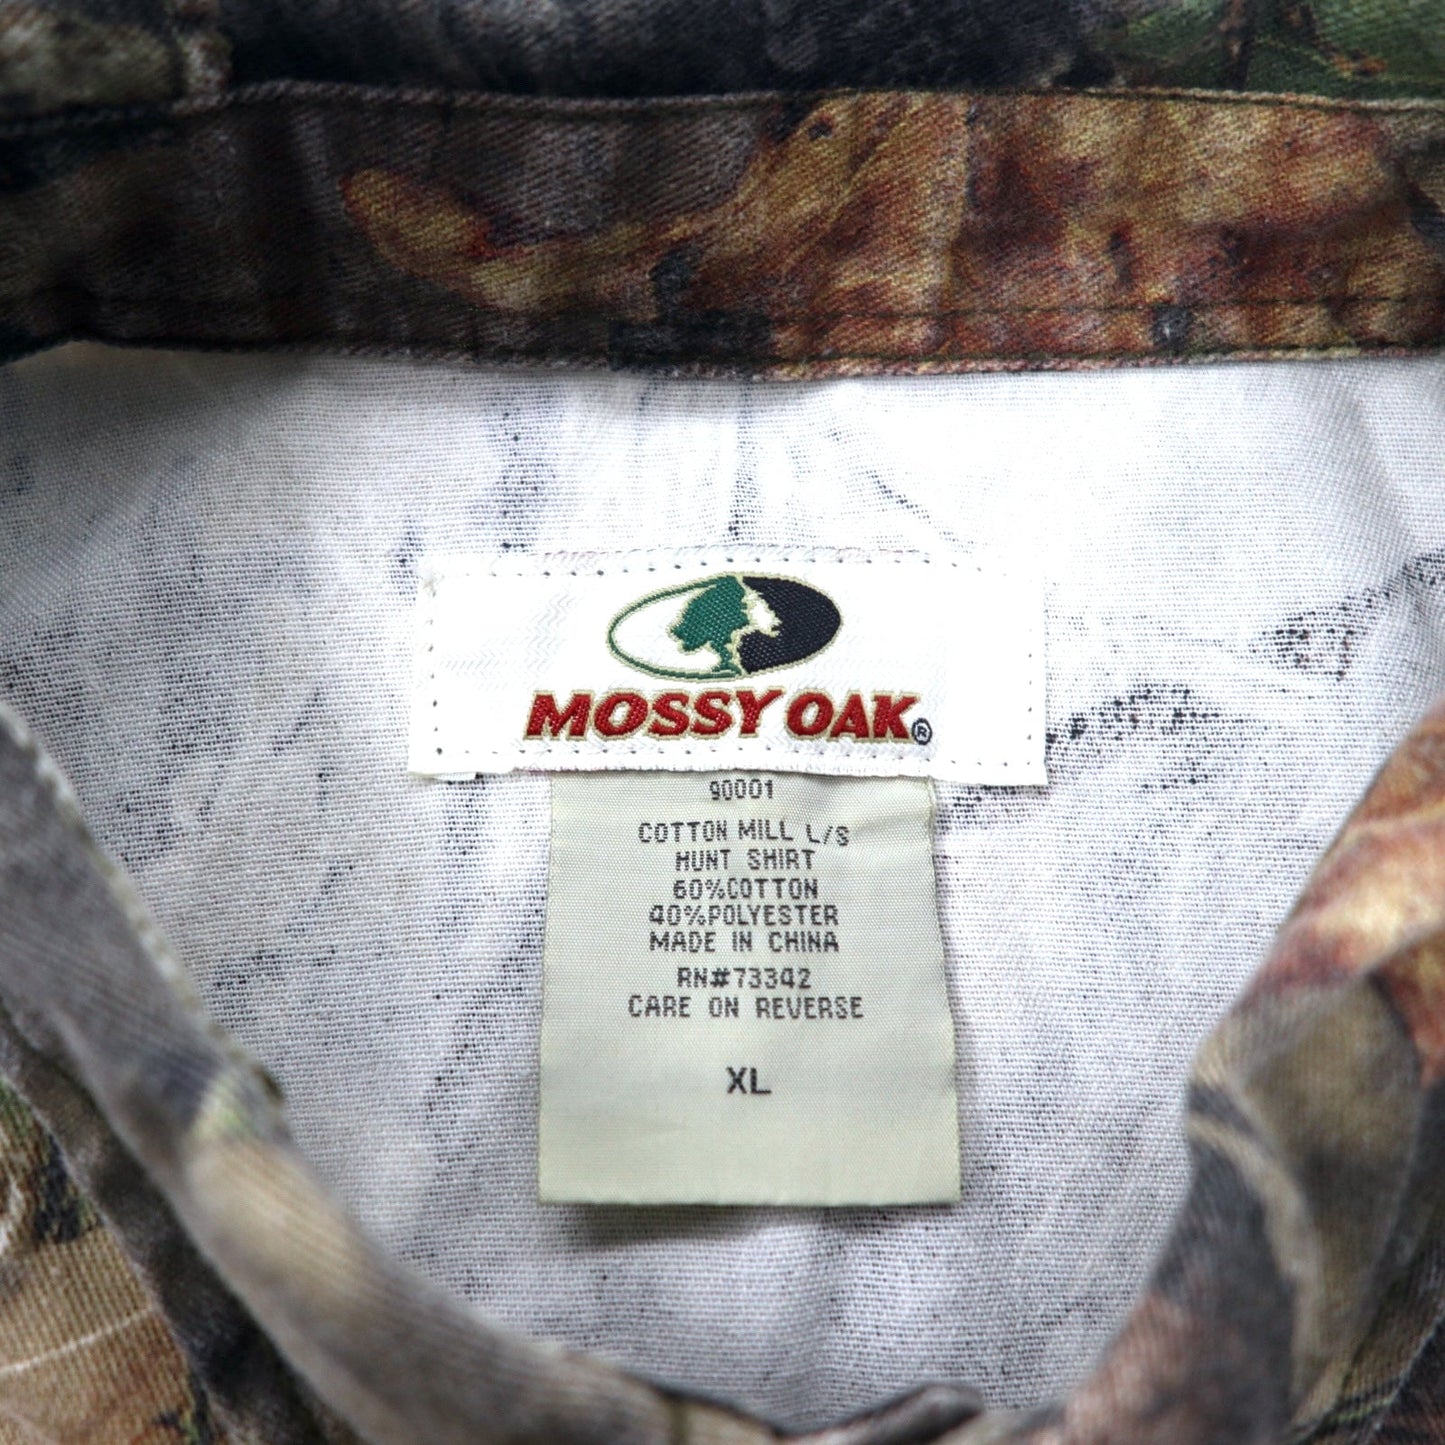 MOSSY OAK®
90001
COTTON MILL L/S
HUNT SHIRT
60%COTTON
40%POLYESTER
MADE IN CHINA
RN#73342
CARE ON REVERSE
XL